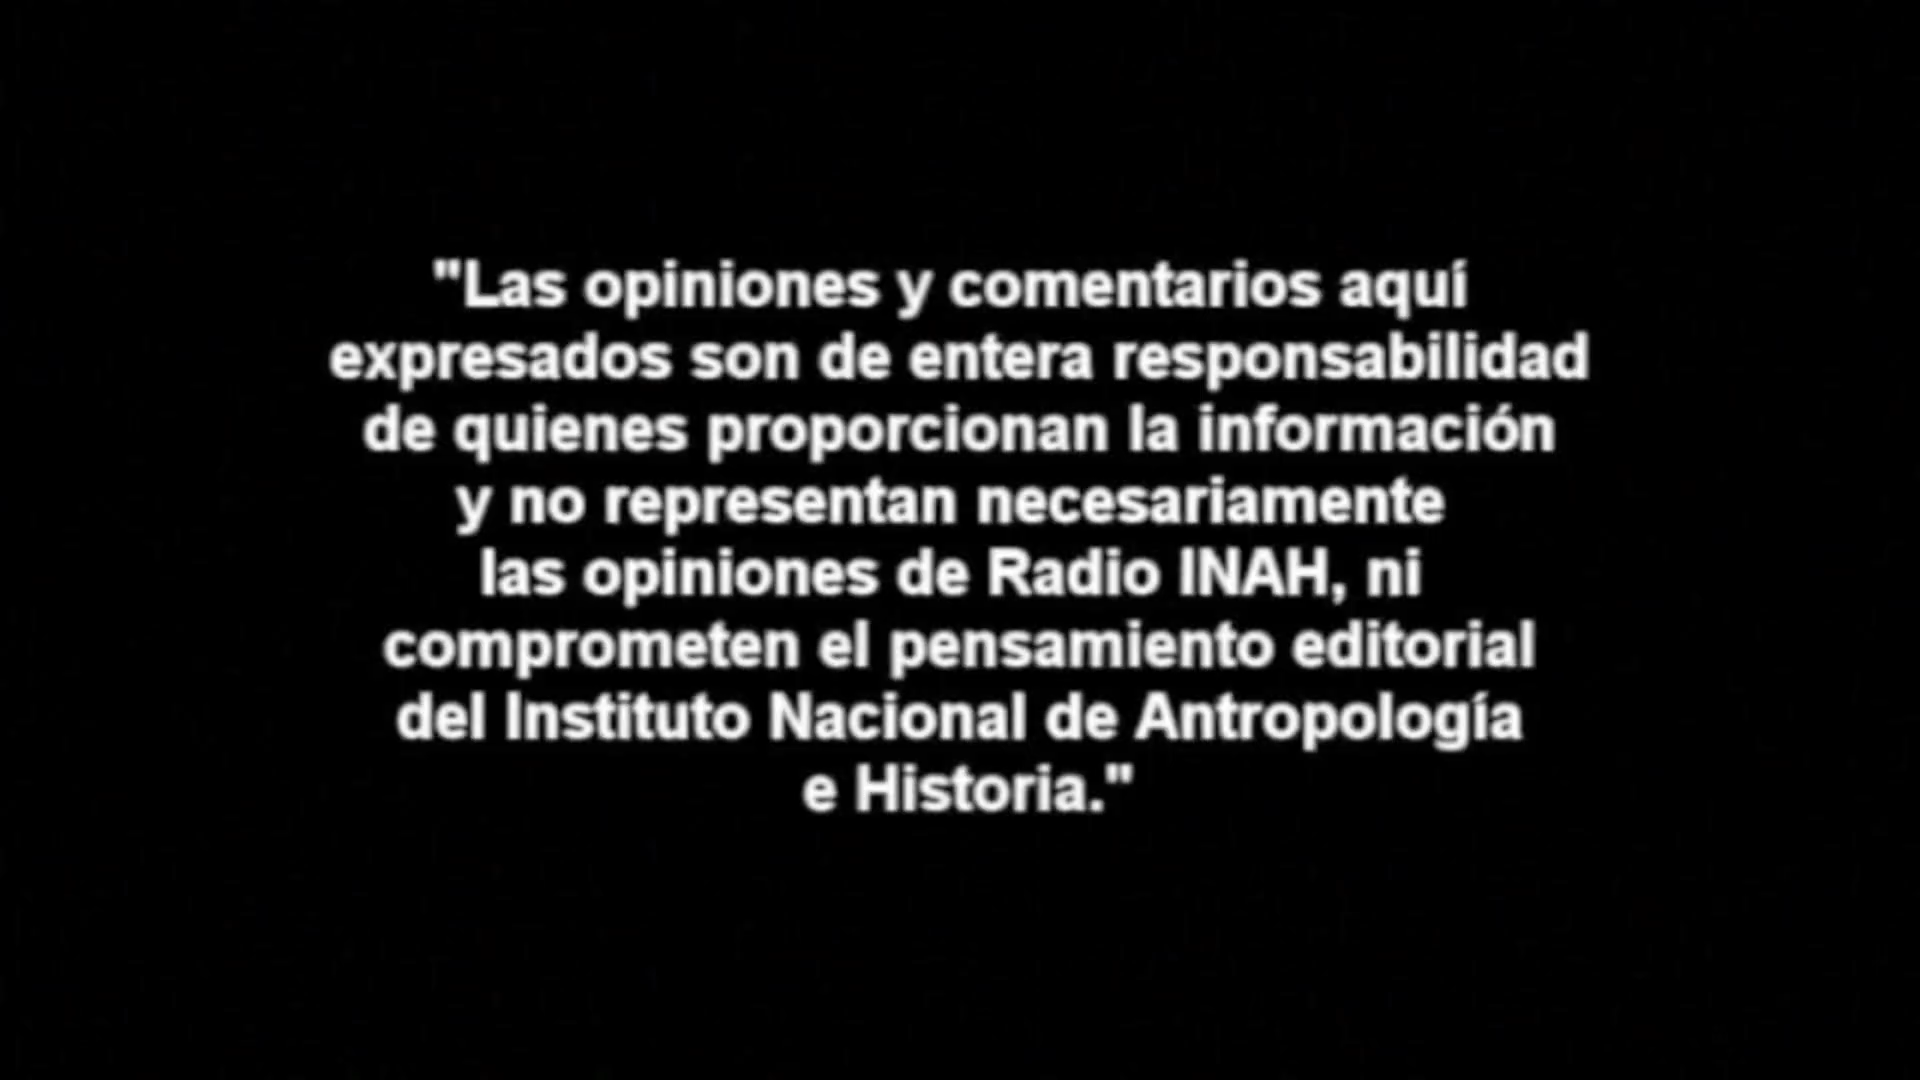 "Las opiniones y comentarios aquí
expresados son de entera responsabilidad
de quienes proporcionan la información
y no representan necesariamente
las opiniones de Radio INAH, ni
comprometen el pensamiento editorial
del Instituto Nacional de Antropología
e Historia."